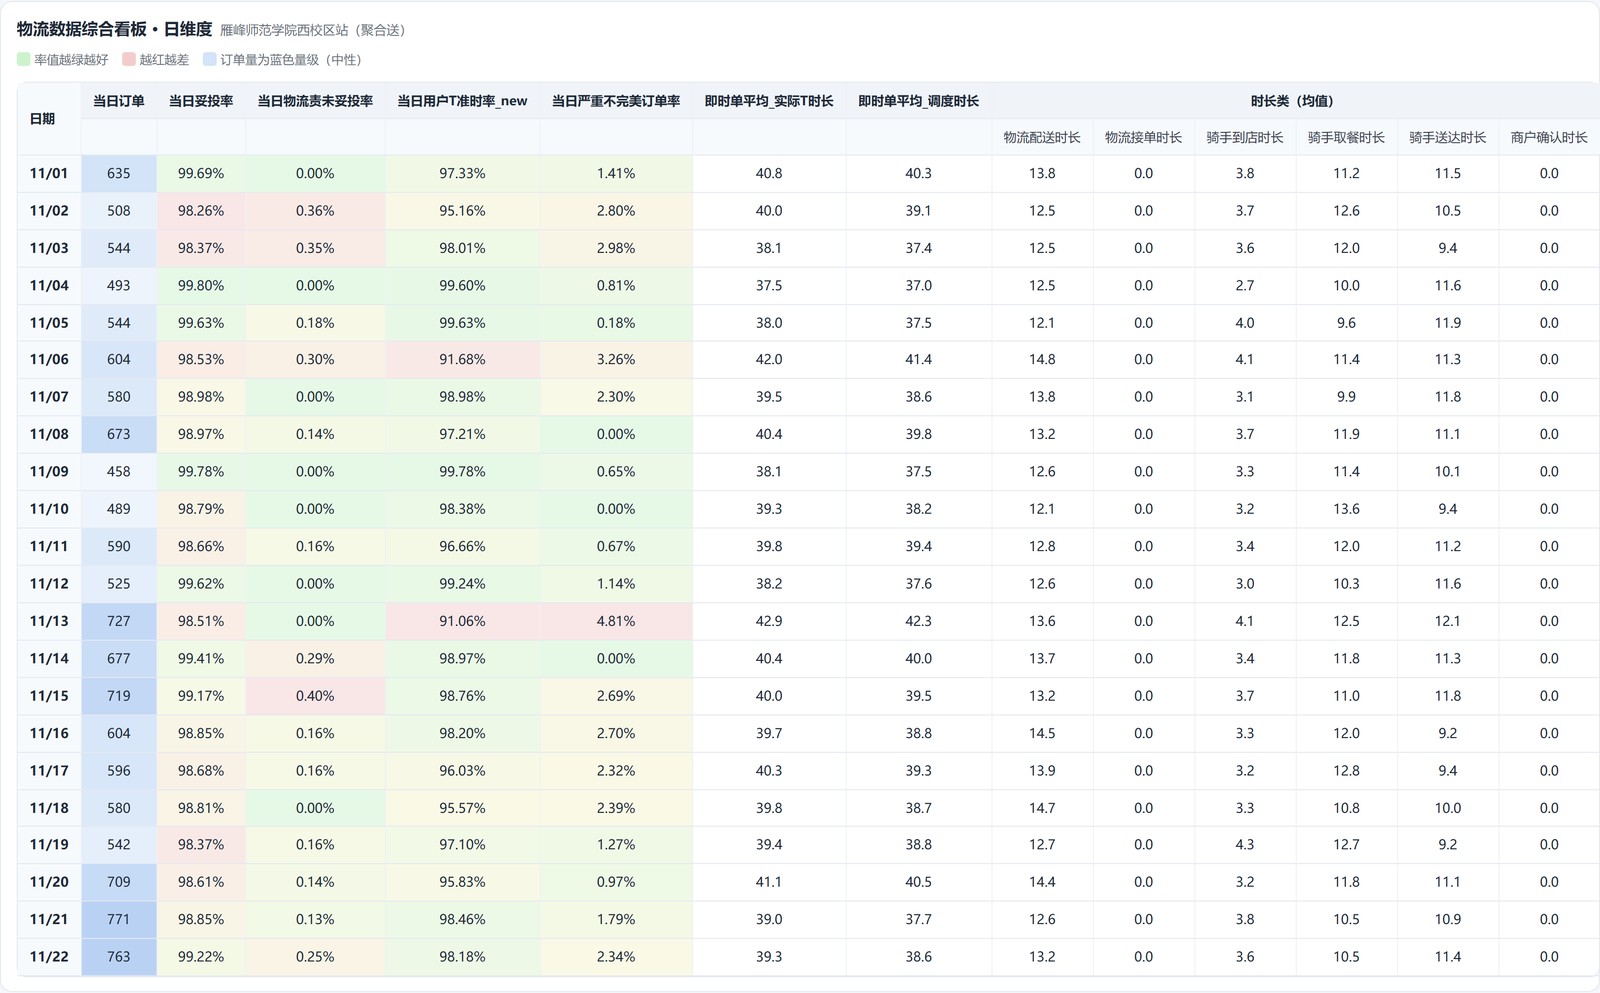 物流数据综合看板・日维度 雁峰师范学院西校区站（聚合送）
率值越绿越好 越红越差 订单量为蓝色量级（中性）
日期 当日订单 当日妥投率 当日物流责未妥投率 当日用户T准时率_new 当日严重不完美订单率 即时单平均_实际T时长 即时单平均_调度时长 时长类（均值）
物流配送时长 物流接单时长 骑手到店时长 骑手取餐时长 骑手送达时长 商户确认时长
11/01 635 99.69% 0.00% 97.33% 1.41% 40.8 40.3 13.8 0.0 3.8 11.2 11.5 0.0
11/02 508 98.26% 0.36% 95.16% 2.80% 40.0 39.1 12.5 0.0 3.7 12.6 10.5 0.0
11/03 544 98.37% 0.35% 98.01% 2.98% 38.1 37.4 12.5 0.0 3.6 12.0 9.4 0.0
11/04 493 99.80% 0.00% 99.60% 0.81% 37.5 37.0 12.5 0.0 2.7 10.0 11.6 0.0
11/05 544 99.63% 0.18% 99.63% 0.18% 38.0 37.5 12.1 0.0 4.0 9.6 11.9 0.0
11/06 604 98.53% 0.30% 91.68% 3.26% 42.0 41.4 14.8 0.0 4.1 11.4 11.3 0.0
11/07 580 98.98% 0.00% 98.98% 2.30% 39.5 38.6 13.8 0.0 3.1 9.9 11.8 0.0
11/08 673 98.97% 0.14% 97.21% 0.00% 40.4 39.8 13.2 0.0 3.7 11.9 11.1 0.0
11/09 458 99.78% 0.00% 99.78% 0.65% 38.1 37.5 12.6 0.0 3.3 11.4 10.1 0.0
11/10 489 98.79% 0.00% 98.38% 0.00% 39.3 38.2 12.1 0.0 3.2 13.6 9.4 0.0
11/11 590 98.66% 0.16% 96.66% 0.67% 39.8 39.4 12.8 0.0 3.4 12.0 11.2 0.0
11/12 525 99.62% 0.00% 99.24% 1.14% 38.2 37.6 12.6 0.0 3.0 10.3 11.6 0.0
11/13 727 98.51% 0.00% 91.06% 4.81% 42.9 42.3 13.6 0.0 4.1 12.5 12.1 0.0
11/14 677 99.41% 0.29% 98.97% 0.00% 40.4 40.0 13.7 0.0 3.4 11.8 11.3 0.0
11/15 719 99.17% 0.40% 98.76% 2.69% 40.0 39.5 13.2 0.0 3.7 11.0 11.8 0.0
11/16 604 98.85% 0.16% 98.20% 2.70% 39.7 38.8 14.5 0.0 3.3 12.0 9.2 0.0
11/17 596 98.68% 0.16% 96.03% 2.32% 40.3 39.3 13.9 0.0 3.2 12.8 9.4 0.0
11/18 580 98.81% 0.00% 95.57% 2.39% 39.8 38.7 14.7 0.0 3.3 10.8 10.0 0.0
11/19 542 98.37% 0.16% 97.10% 1.27% 39.4 38.8 12.7 0.0 4.3 12.7 9.2 0.0
11/20 709 98.61% 0.14% 95.83% 0.97% 41.1 40.5 14.4 0.0 3.2 11.8 11.1 0.0
11/21 771 98.85% 0.13% 98.46% 1.79% 39.0 37.7 12.6 0.0 3.8 10.5 10.9 0.0
11/22 763 99.22% 0.25% 98.18% 2.34% 39.3 38.6 13.2 0.0 3.6 10.5 11.4 0.0